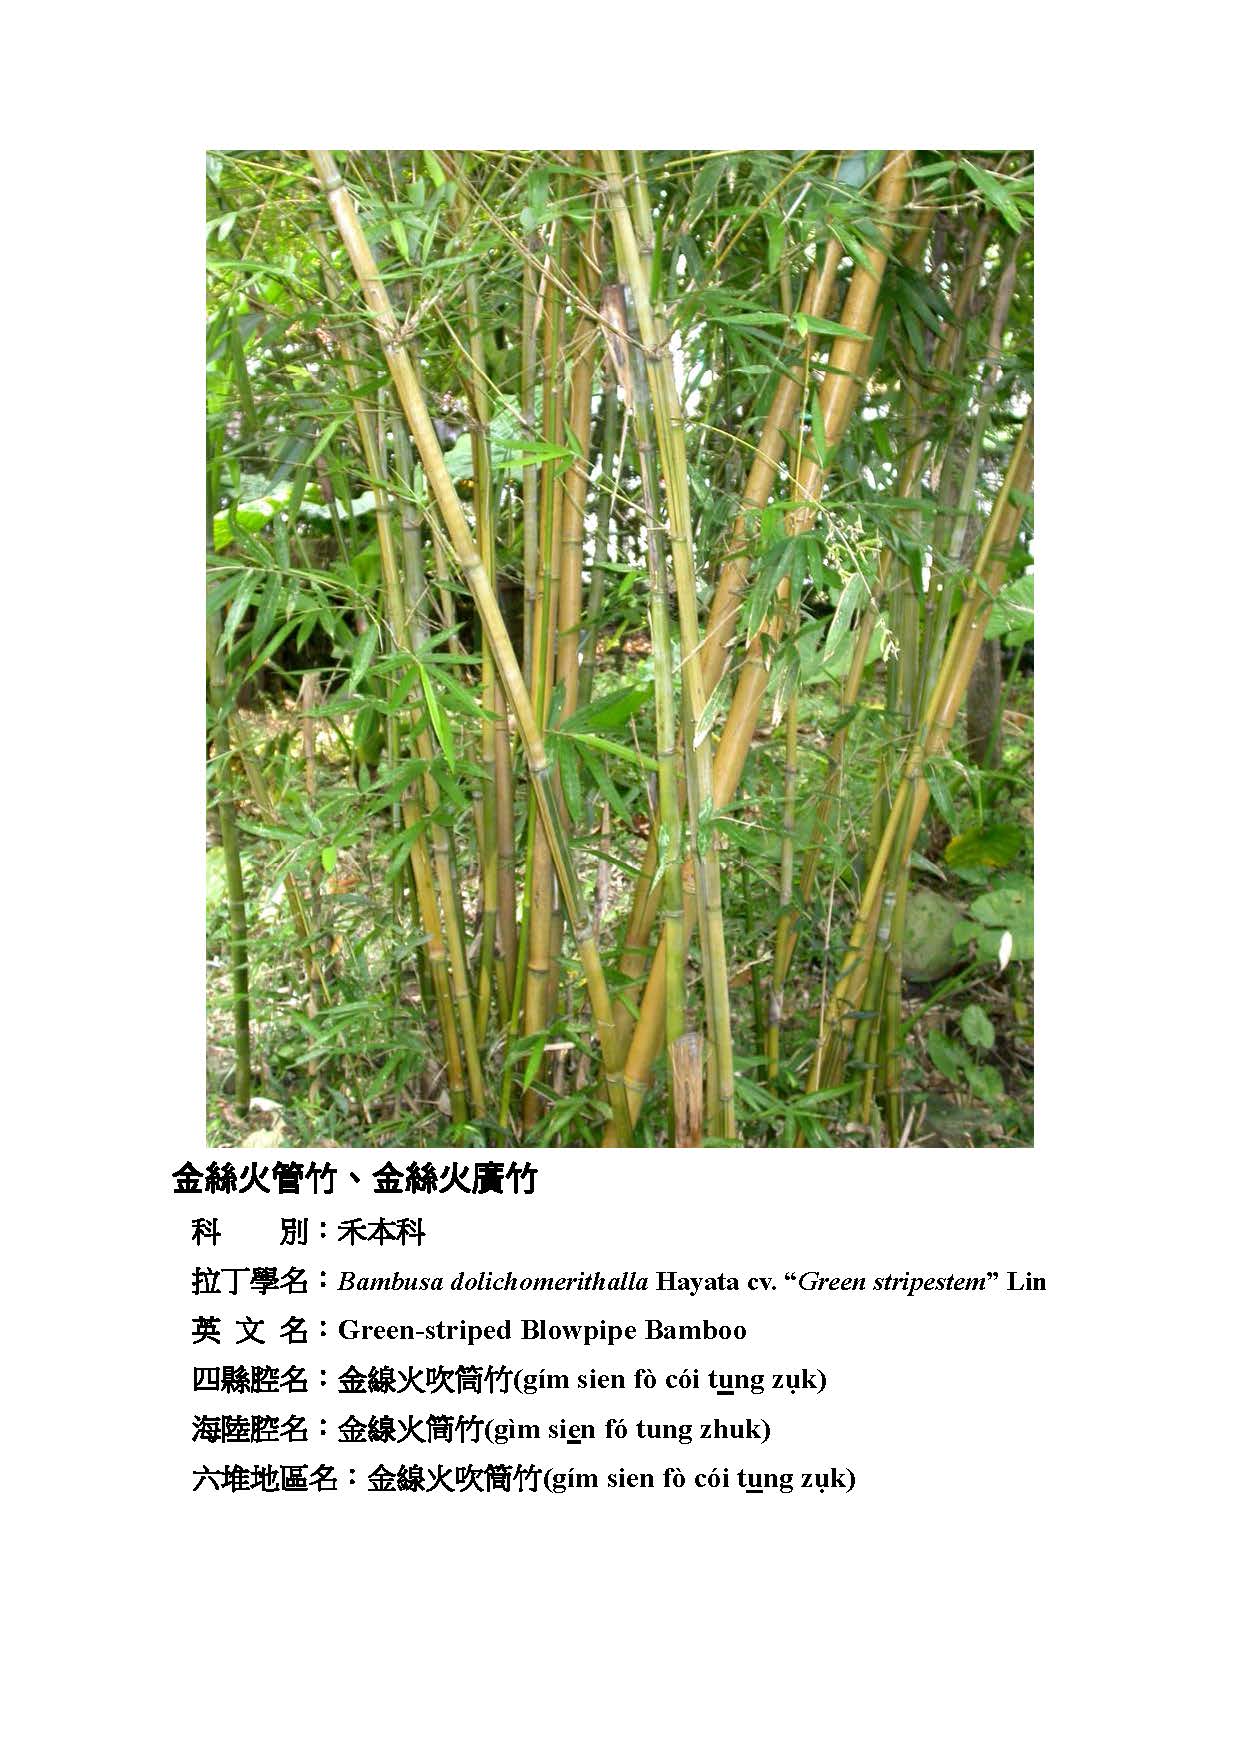 金絲火管竹、金絲火廣竹
科　　別：禾本科
拉丁學名：Bambusa dolichomerithalla Hayata cv. “Green stripestem” Lin
英 文 名：Green-striped Blowpipe Bamboo
四縣腔名：金線火吹筒竹(gím sien fò cói tung zṳk)
海陸腔名：金線火筒竹(gìm sien fó tung zhuk)
六堆地區名：金線火吹筒竹(gím sien fò cói tung zṳk)